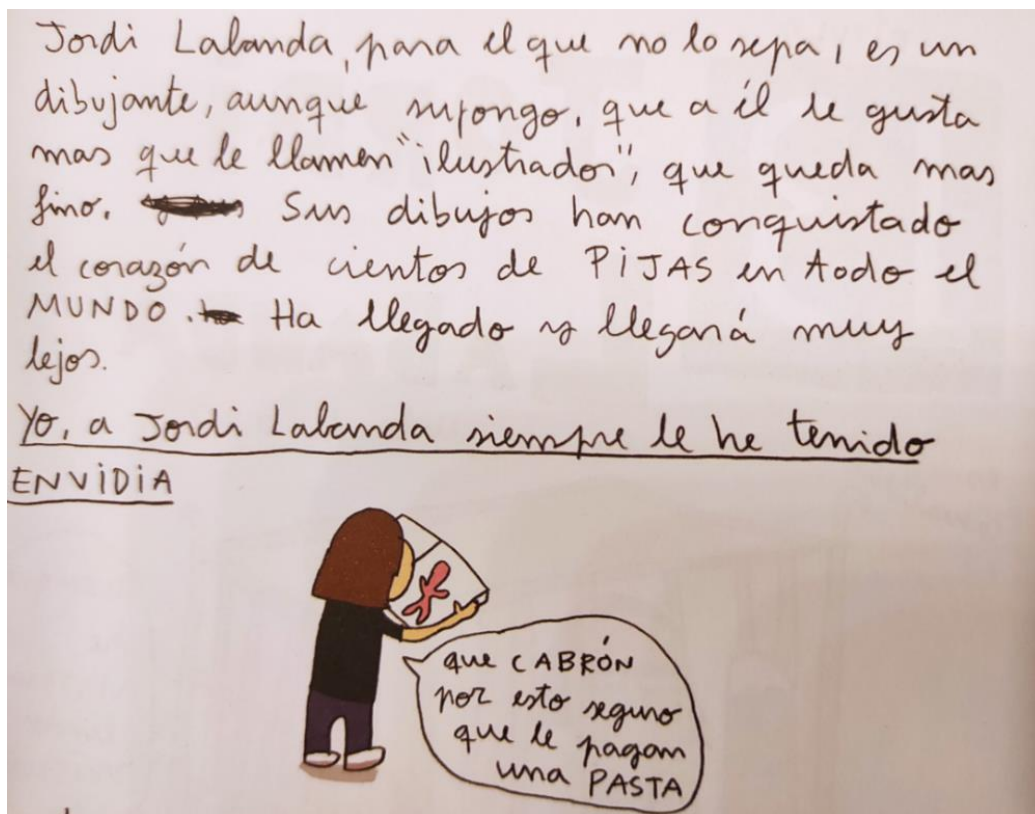 Jordi Labanda, para el que no lo sepa, es un
dibujante, aunque supongo, que a él le gusta
mas que le llamen "ilustrador", que queda mas
fino. Sus dibujos han conquistado
el corazón de cientos de PiJAS en todo el
MUNDO. Ha llegado y llegará muy
lejos.
Yo, a Jordi Labanda siempre le he tenido
ENViDiA
que CABRÓN
por esto seguro
que le pagan
una PASTA